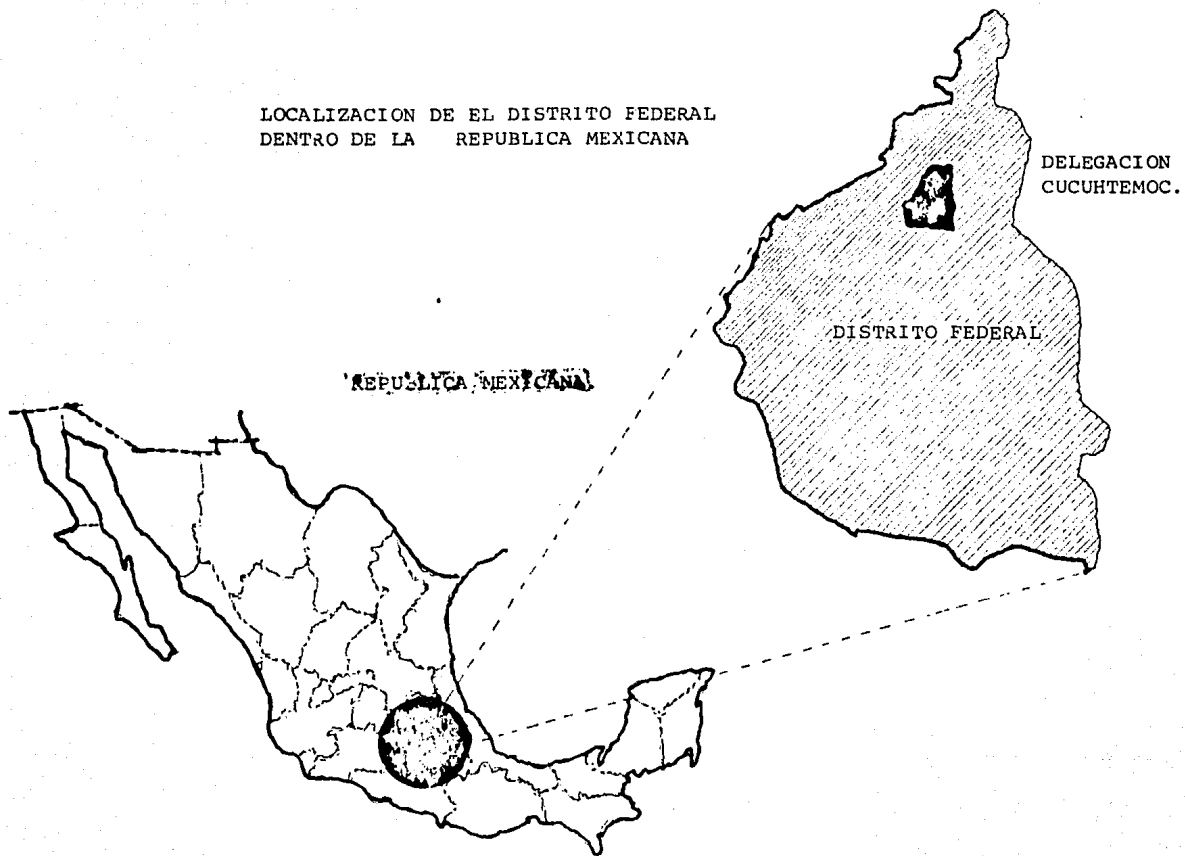 LOCALIZACION DE EL DISTRITO FEDERAL
DENTRO DE LA REPUBLICA MEXICANA
DELEGACION
CUCUHTEMOC.
DISTRITO FEDERAL
REPUBLICA MEXICANA